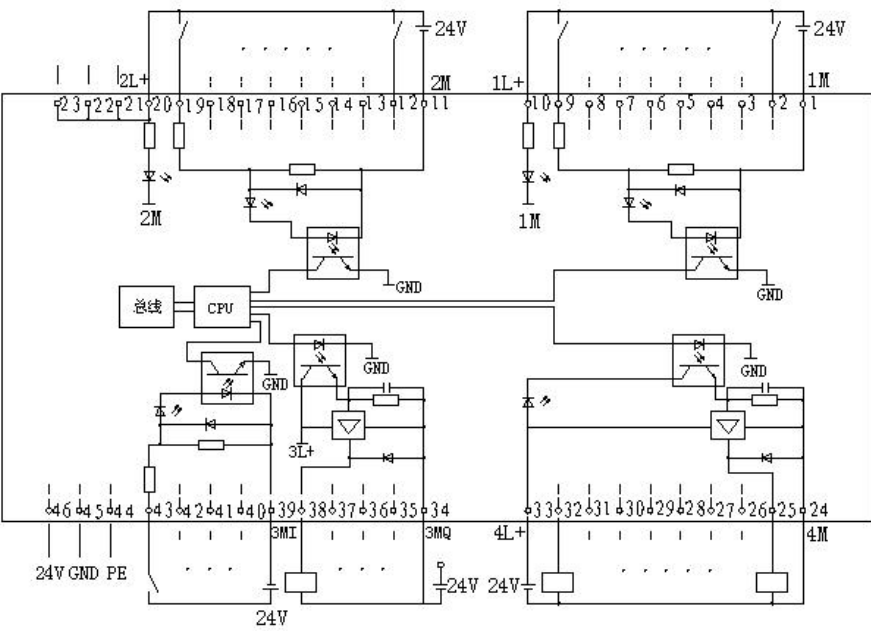 24V 24V
2L+ 2M 1L+ 1M
23 22 21 20 19 18 17 16 15 14 13 12 11 10 9 8 7 6 5 4 3 2 1
2M 1M
GND GND
总线 CPU
GND GND GND
3L+
46 45 44 43 42 41 40 39 38 37 36 35 34 33 32 31 30 29 28 27 26 25 24
3MI 3MQ 4L+ 4M
24V GND PE 24V 24V
24V